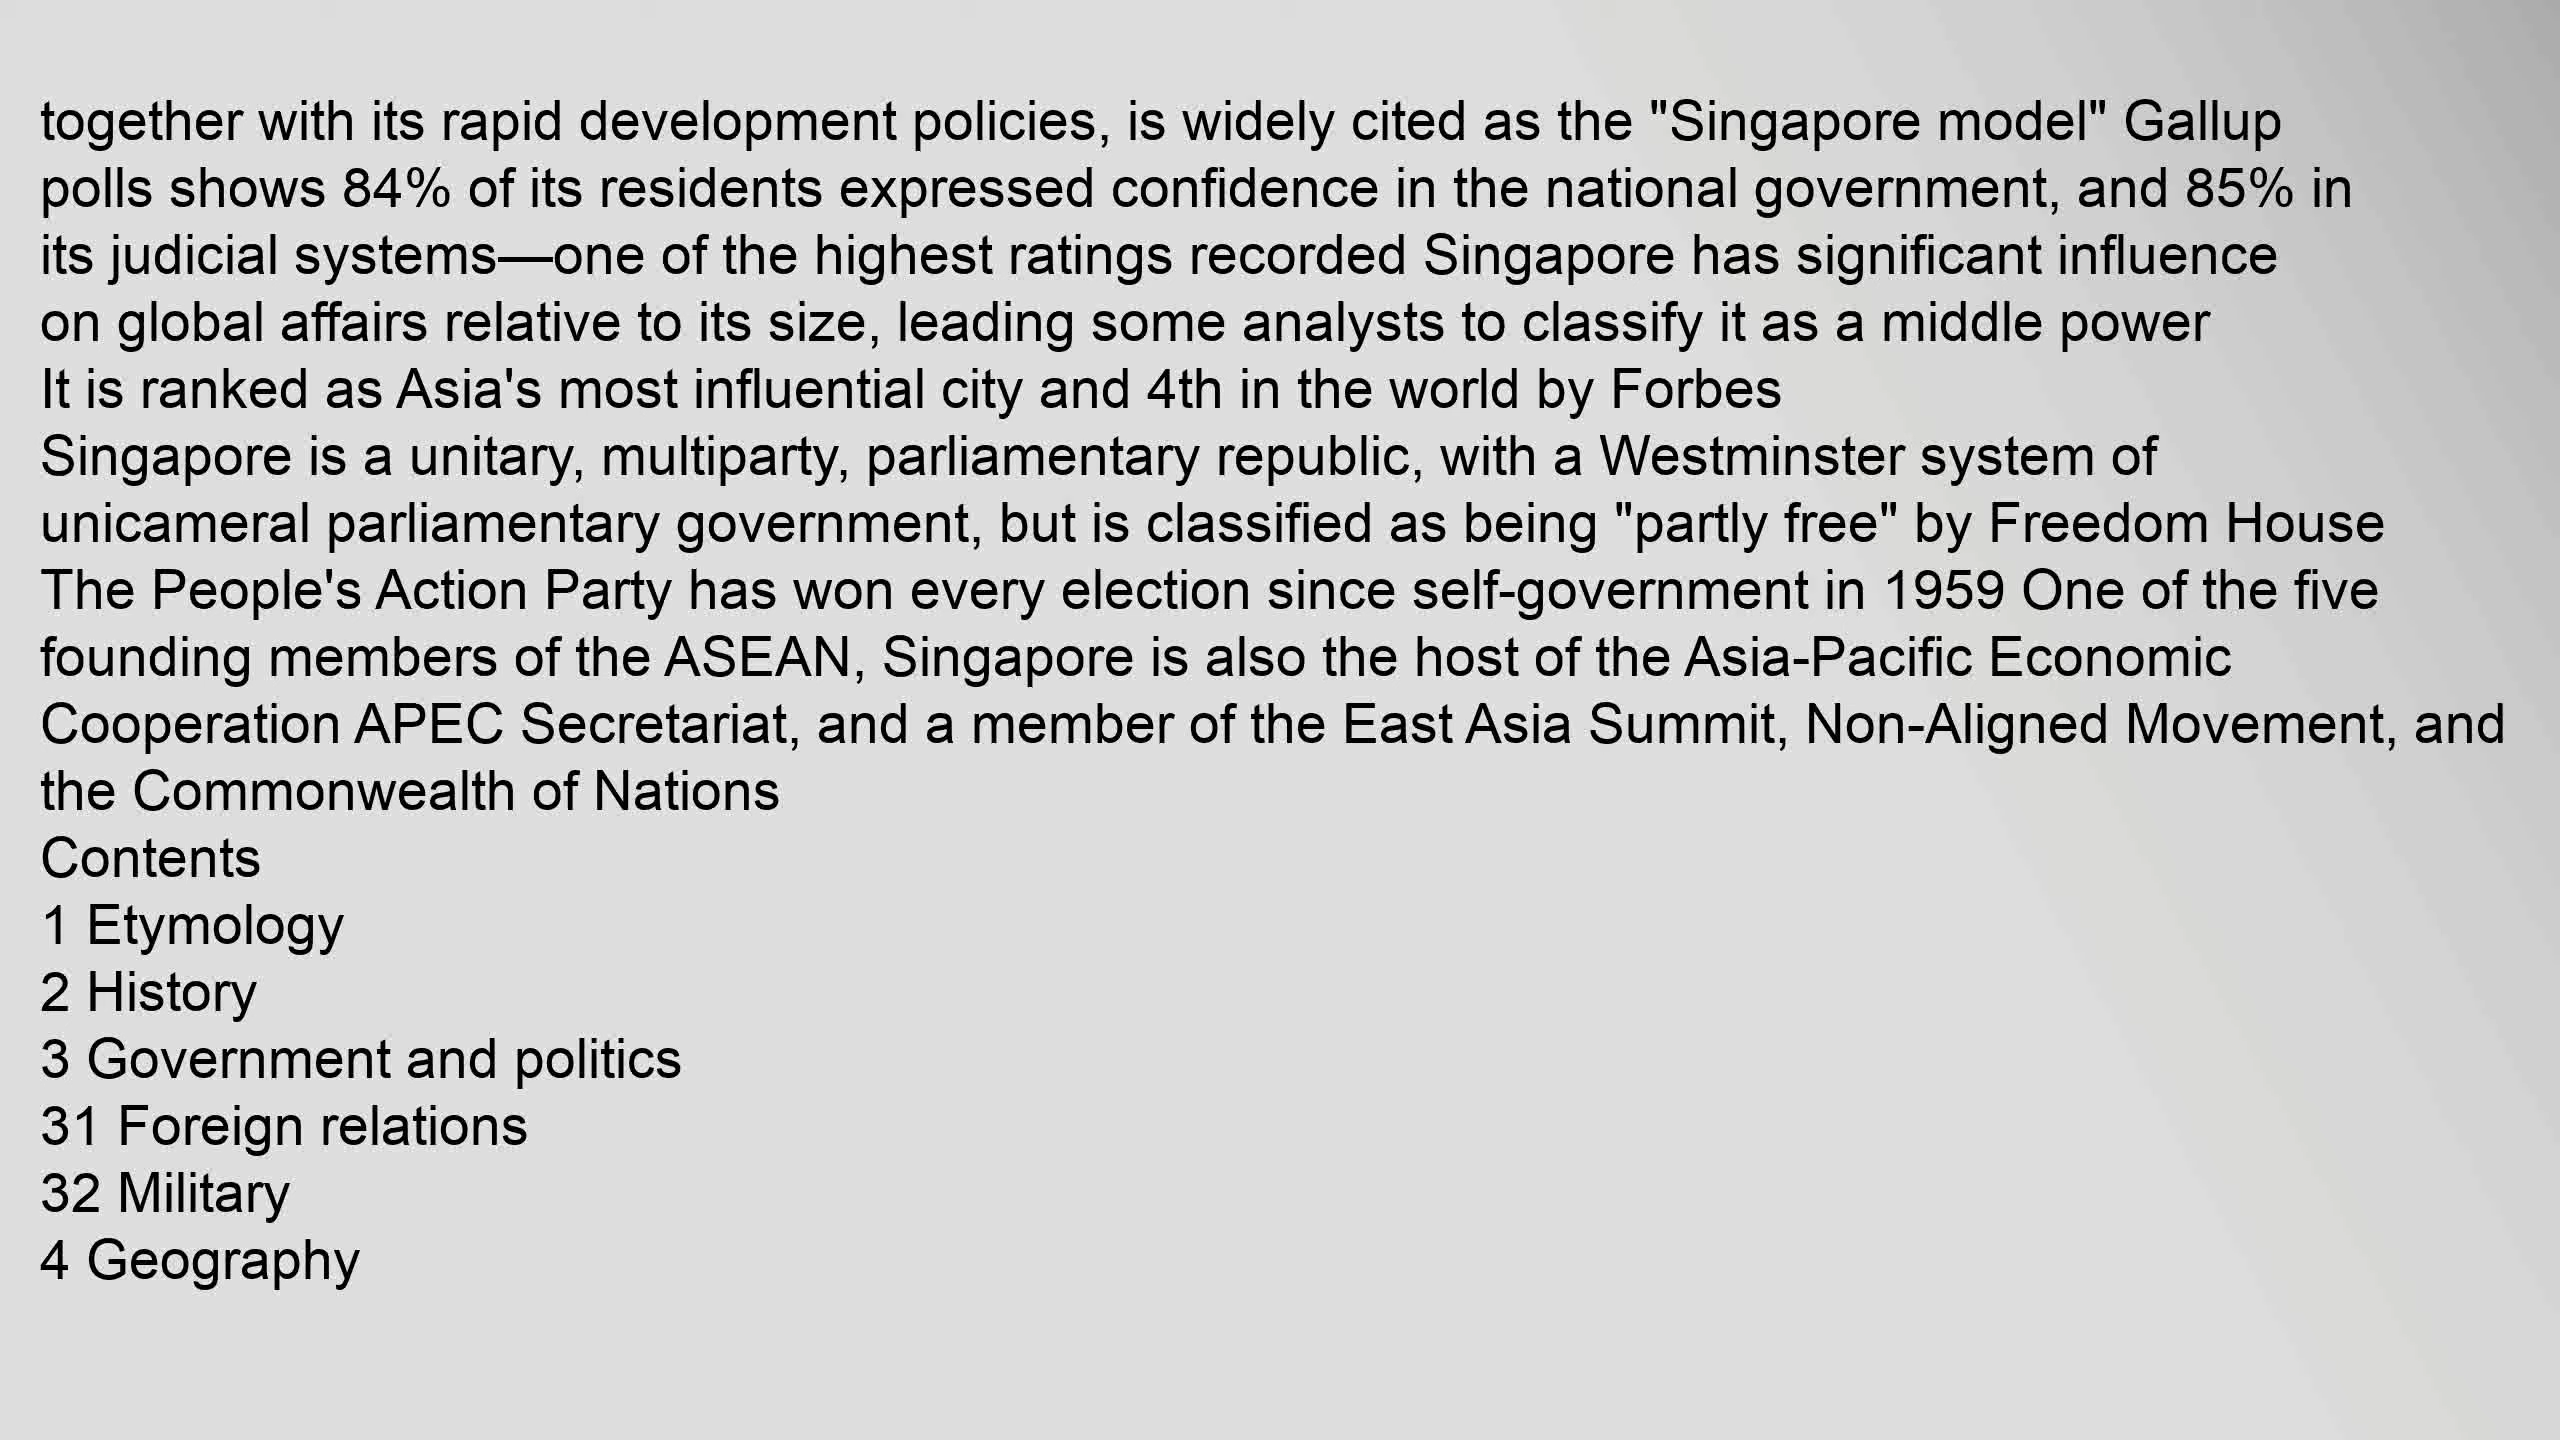 together with its rapid development policies, is widely cited as the "Singapore model" Gallup
polls shows 84% of its residents expressed confidence in the national government, and 85% in
its judicial systems—one of the highest ratings recorded Singapore has significant influence
on global affairs relative to its size, leading some analysts to classify it as a middle power
It is ranked as Asia's most influential city and 4th in the world by Forbes
Singapore is a unitary, multiparty, parliamentary republic, with a Westminster system of
unicameral parliamentary government, but is classified as being "partly free" by Freedom House
The People's Action Party has won every election since self-government in 1959 One of the five
founding members of the ASEAN, Singapore is also the host of the Asia-Pacific Economic
Cooperation APEC Secretariat, and a member of the East Asia Summit, Non-Aligned Movement, and
the Commonwealth of Nations
Contents
1 Etymology
2 History
3 Government and politics
31 Foreign relations
32 Military
4 Geography